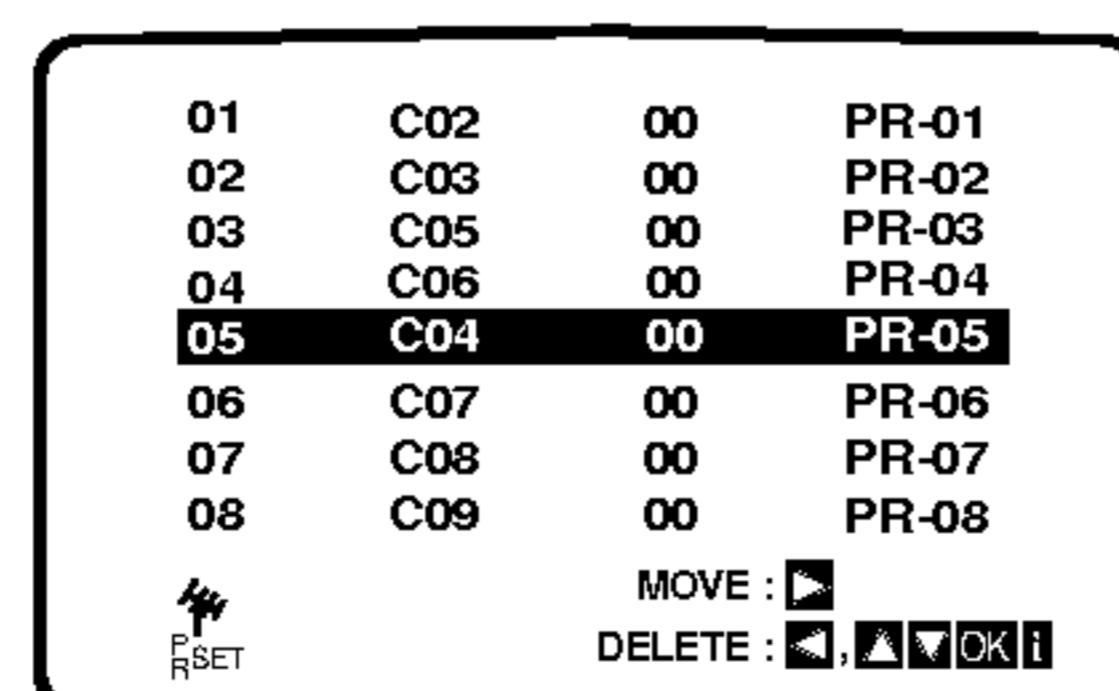 01 C02 00 PR-01
02 C03 00 PR-02
03 C05 00 PR-03
04 C06 00 PR-04
05 C04 00 PR-05
06 C07 00 PR-06
07 C08 00 PR-07
08 C09 00 PR-08
MOVE : ▷
PR SET DELETE : ◁ , △ ▽ OK i